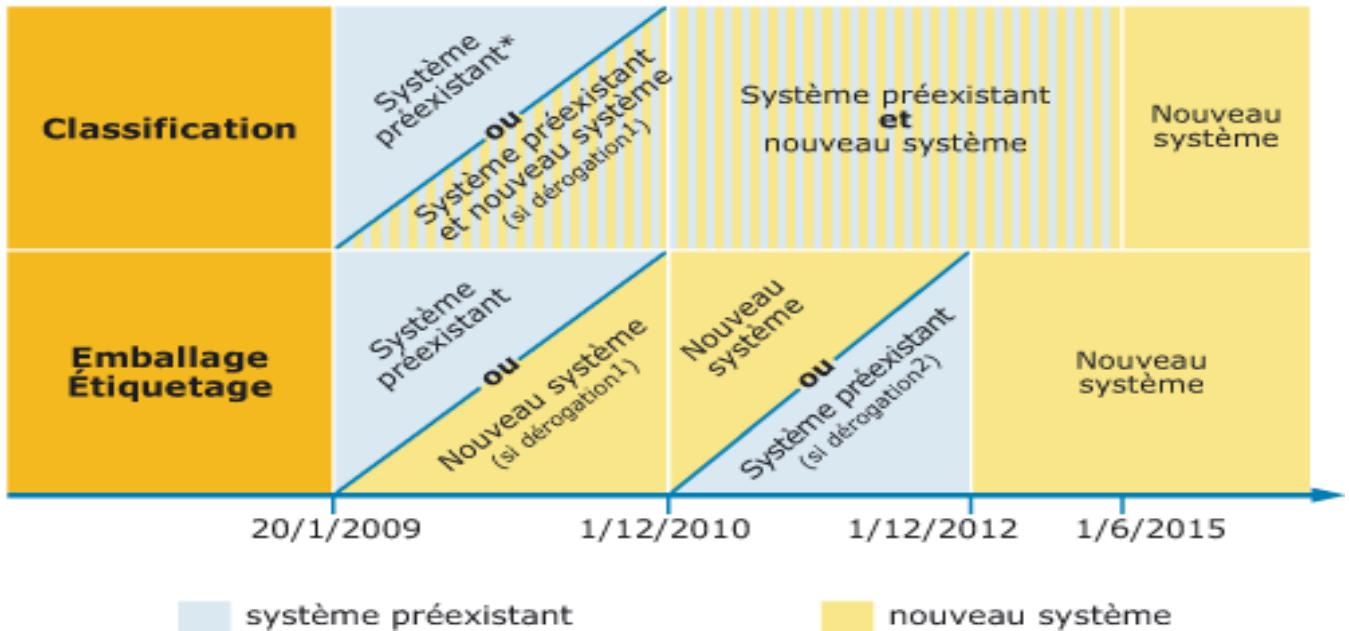 Classification
Système
préexistant*
ou
Système préexistant
et nouveau système
(si dérogation1)
Système préexistant
et
nouveau système
Nouveau
système
Emballage
Étiquetage
Système
préexistant
ou
Nouveau système
(si dérogation1)
Nouveau
système
ou
Système préexistant
(si dérogation2)
Nouveau
système
20/1/2009
1/12/2010
1/12/2012
1/6/2015
système préexistant
nouveau système